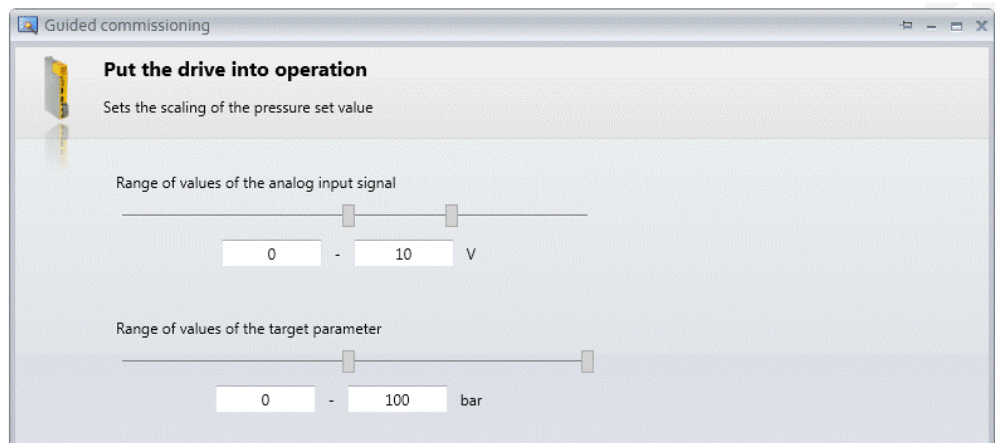 Guided commissioning
Put the drive into operation
Sets the scaling of the pressure set value
Range of values of the analog input signal
0 - 10 V
Range of values of the target parameter
0 - 100 bar